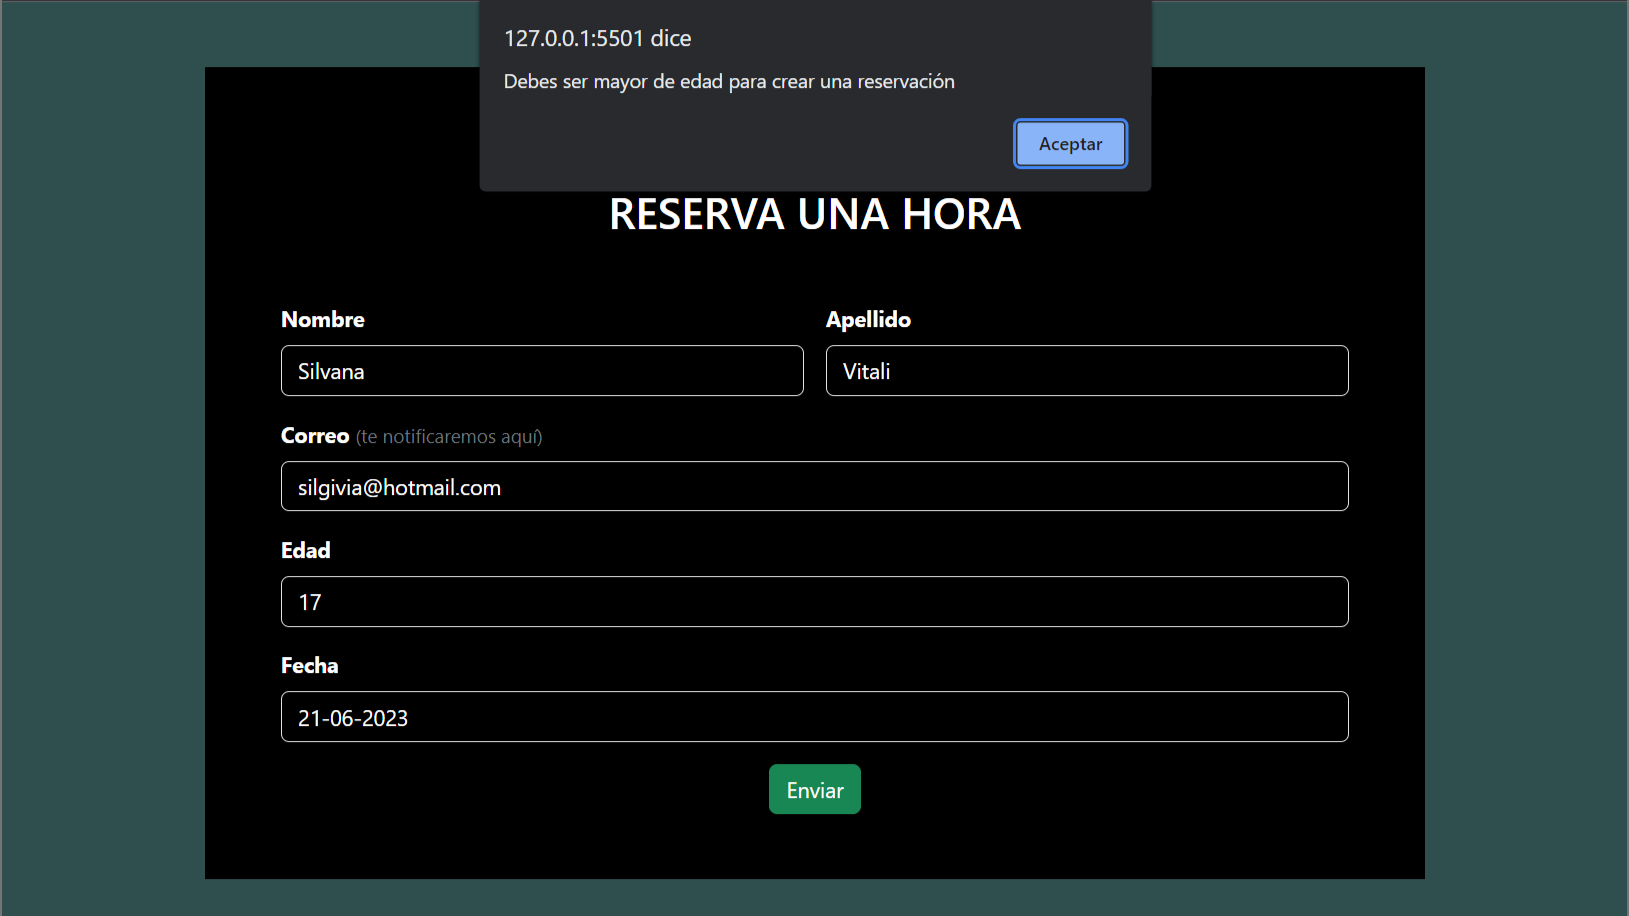 127.0.0.1:5501 dice
Debes ser mayor de edad para crear una reservación
Aceptar
RESERVA UNA HORA
Nombre
Apellido
Silvana
Vitali
Correo (te notificaremos aquí)
silgivia@hotmail.com
Edad
17
Fecha
21-06-2023
Enviar